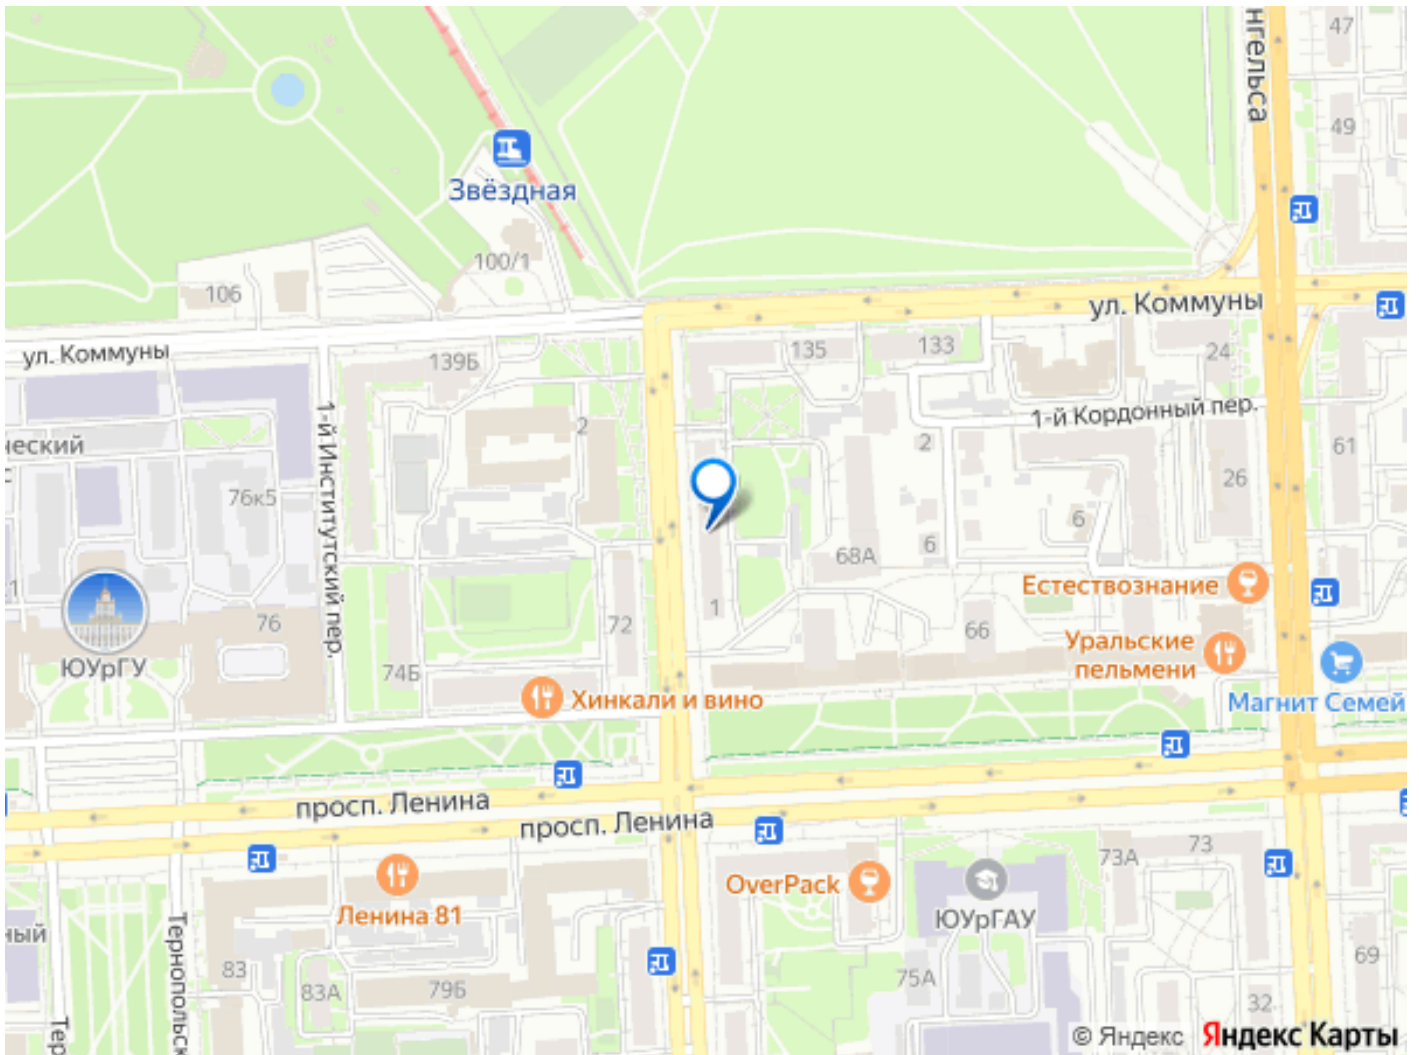 нгельса
47
49
Звёздная
100/1
106
ул. Коммуны
ул. Коммуны
139Б
135
133
24
1-й Кордонный пер.
2
2
61
ческий
1-й Институтский пер.
76к5
26
6
6
68А
Естествознание
1
76
72
1
66
Уральские
пельмени
ЮУрГУ
74Б
Хинкали и вино
Магнит Семей
просп. Ленина
просп. Ленина
73А
73
OverPack
Ленина 81
ЮУрГАУ
ный
Тернопольск
83
83А
79Б
75А
69
32
Тер
© Яндекс Яндекс Карты